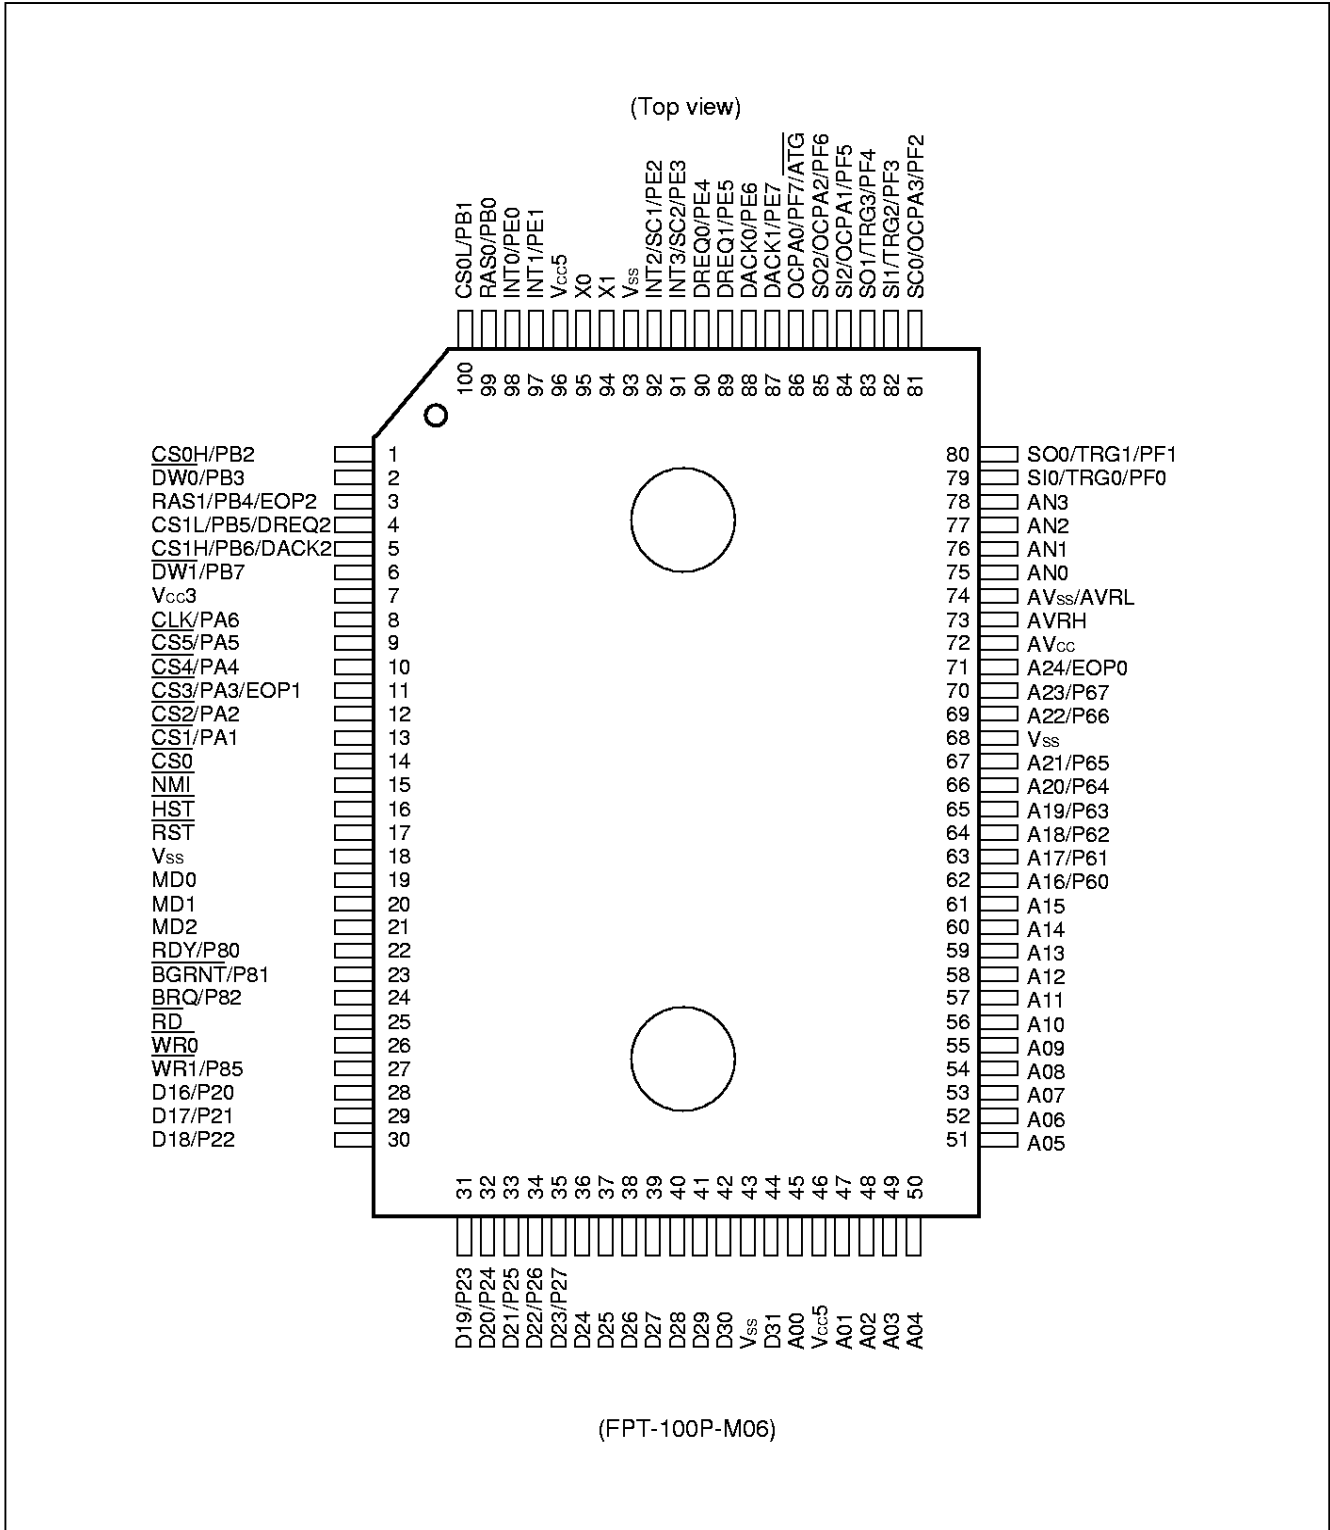 (Top view)
CS0L/PB1
RAS0/PB0
INT0/PE0
INT1/PE1
Vcc5
X0
X1
Vss
INT2/SC1/PE2
INT3/SC2/PE3
DREQ0/PE4
DREQ1/PE5
DACK0/PE6
DACK1/PE7
OCPA0/PF7/ATG
SO2/OCPA2/PF6
SI2/OCPA1/PF5
SO1/TRG3/PF4
SI1/TRG2/PF3
SC0/OCPA3/PF2
100 99 98 97 96 95 94 93 92 91 90 89 88 87 86 85 84 83 82 81
CS0H/PB2 1
DW0/PB3 2
RAS1/PB4/EOP2 3
CS1L/PB5/DREQ2 4
CS1H/PB6/DACK2 5
DW1/PB7 6
Vcc3 7
CLK/PA6 8
CS5/PA5 9
CS4/PA4 10
CS3/PA3/EOP1 11
CS2/PA2 12
CS1/PA1 13
CS0 14
NMI 15
HST 16
RST 17
Vss 18
MD0 19
MD1 20
MD2 21
RDY/P80 22
BGRNT/P81 23
BRQ/P82 24
RD 25
WR0 26
WR1/P85 27
D16/P20 28
D17/P21 29
D18/P22 30
80 SO0/TRG1/PF1
79 SI0/TRG0/PF0
78 AN3
77 AN2
76 AN1
75 AN0
74 AVss/AVRL
73 AVRH
72 AVcc
71 A24/EOP0
70 A23/P67
69 A22/P66
68 Vss
67 A21/P65
66 A20/P64
65 A19/P63
64 A18/P62
63 A17/P61
62 A16/P60
61 A15
60 A14
59 A13
58 A12
57 A11
56 A10
55 A09
54 A08
53 A07
52 A06
51 A05
31 32 33 34 35 36 37 38 39 40 41 42 43 44 45 46 47 48 49 50
D19/P23
D20/P24
D21/P25
D22/P26
D23/P27
D24
D25
D26
D27
D28
D29
D30
Vss
D31
A00
Vcc5
A01
A02
A03
A04
(FPT-100P-M06)